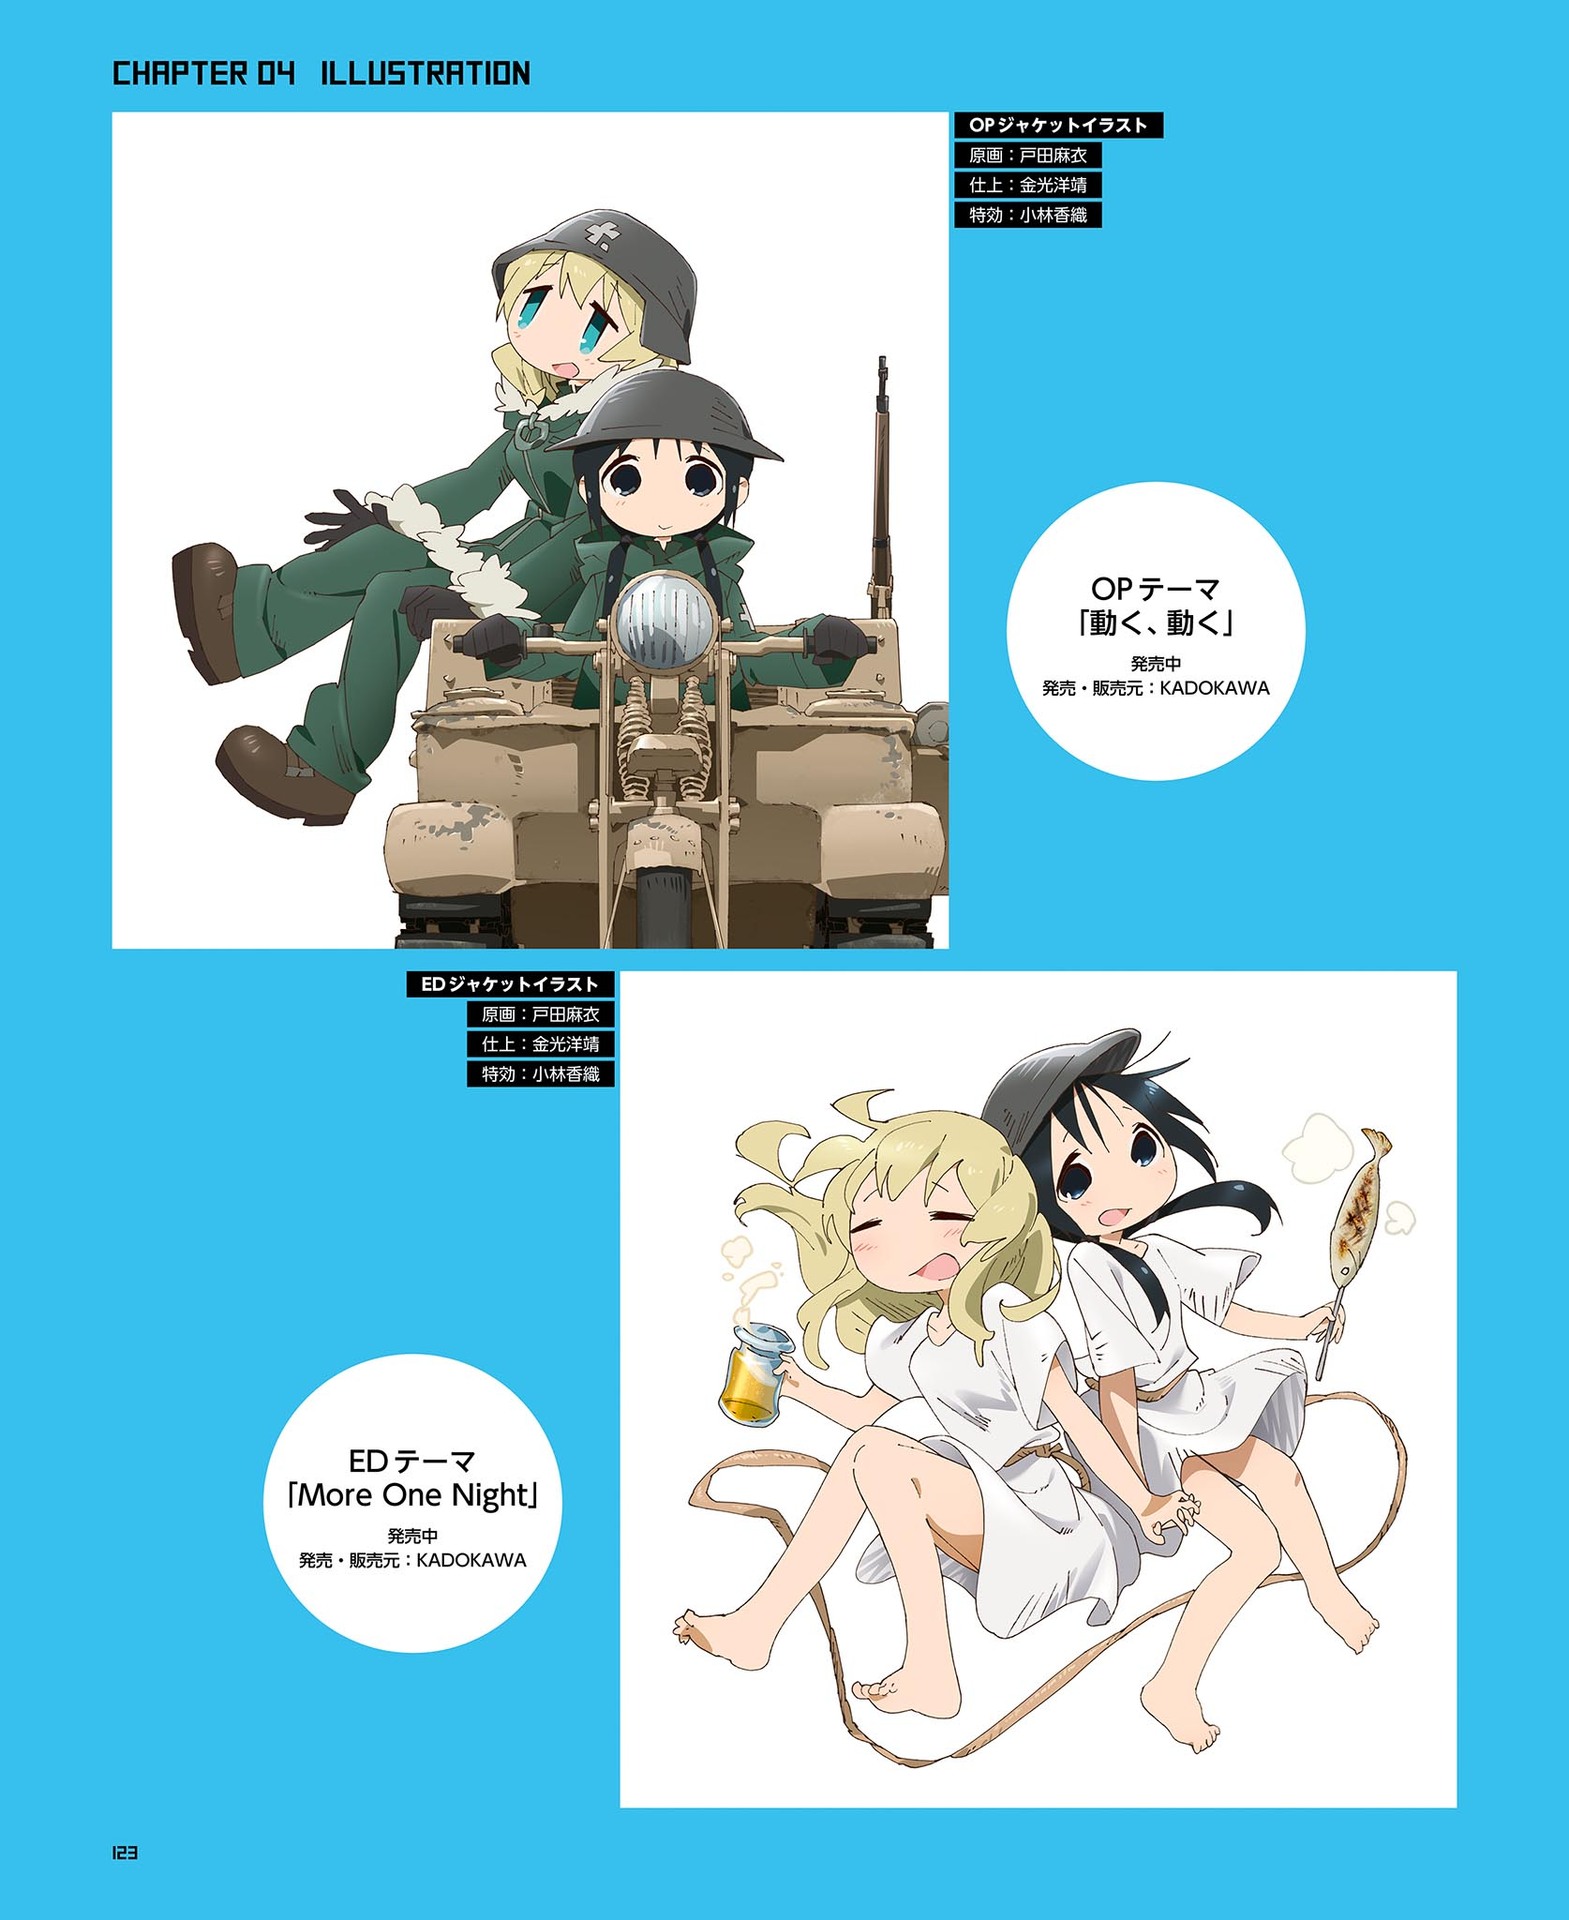 CHAPTER 04 ILLUSTRATION
OPジャケットイラスト
原画：戸田麻衣
仕上：金光洋靖
特効：小林香織
OPテーマ
「動く、動く」
発売中
発売・販売元：KADOKAWA
EDジャケットイラスト
原画：戸田麻衣
仕上：金光洋靖
特効：小林香織
EDテーマ
「More One Night」
発売中
発売・販売元：KADOKAWA
123